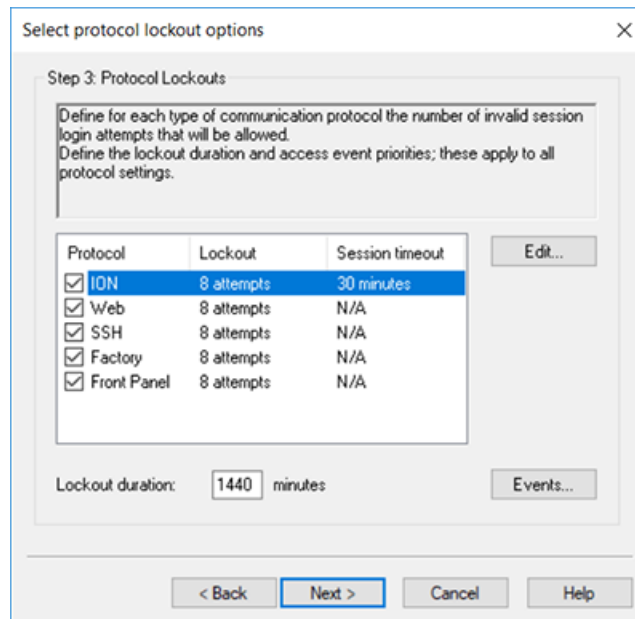 Select protocol lockout options
Step 3: Protocol Lockouts
Define for each type of communication protocol the number of invalid session
login attempts that will be allowed.
Define the lockout duration and access event priorities; these apply to all
protocol settings.
Protocol Lockout Session timeout
ION 8 attempts 30 minutes
Web 8 attempts N/A
SSH 8 attempts N/A
Factory 8 attempts N/A
Front Panel 8 attempts N/A
Edit...
Lockout duration: 1440 minutes
Events...
< Back Next > Cancel Help